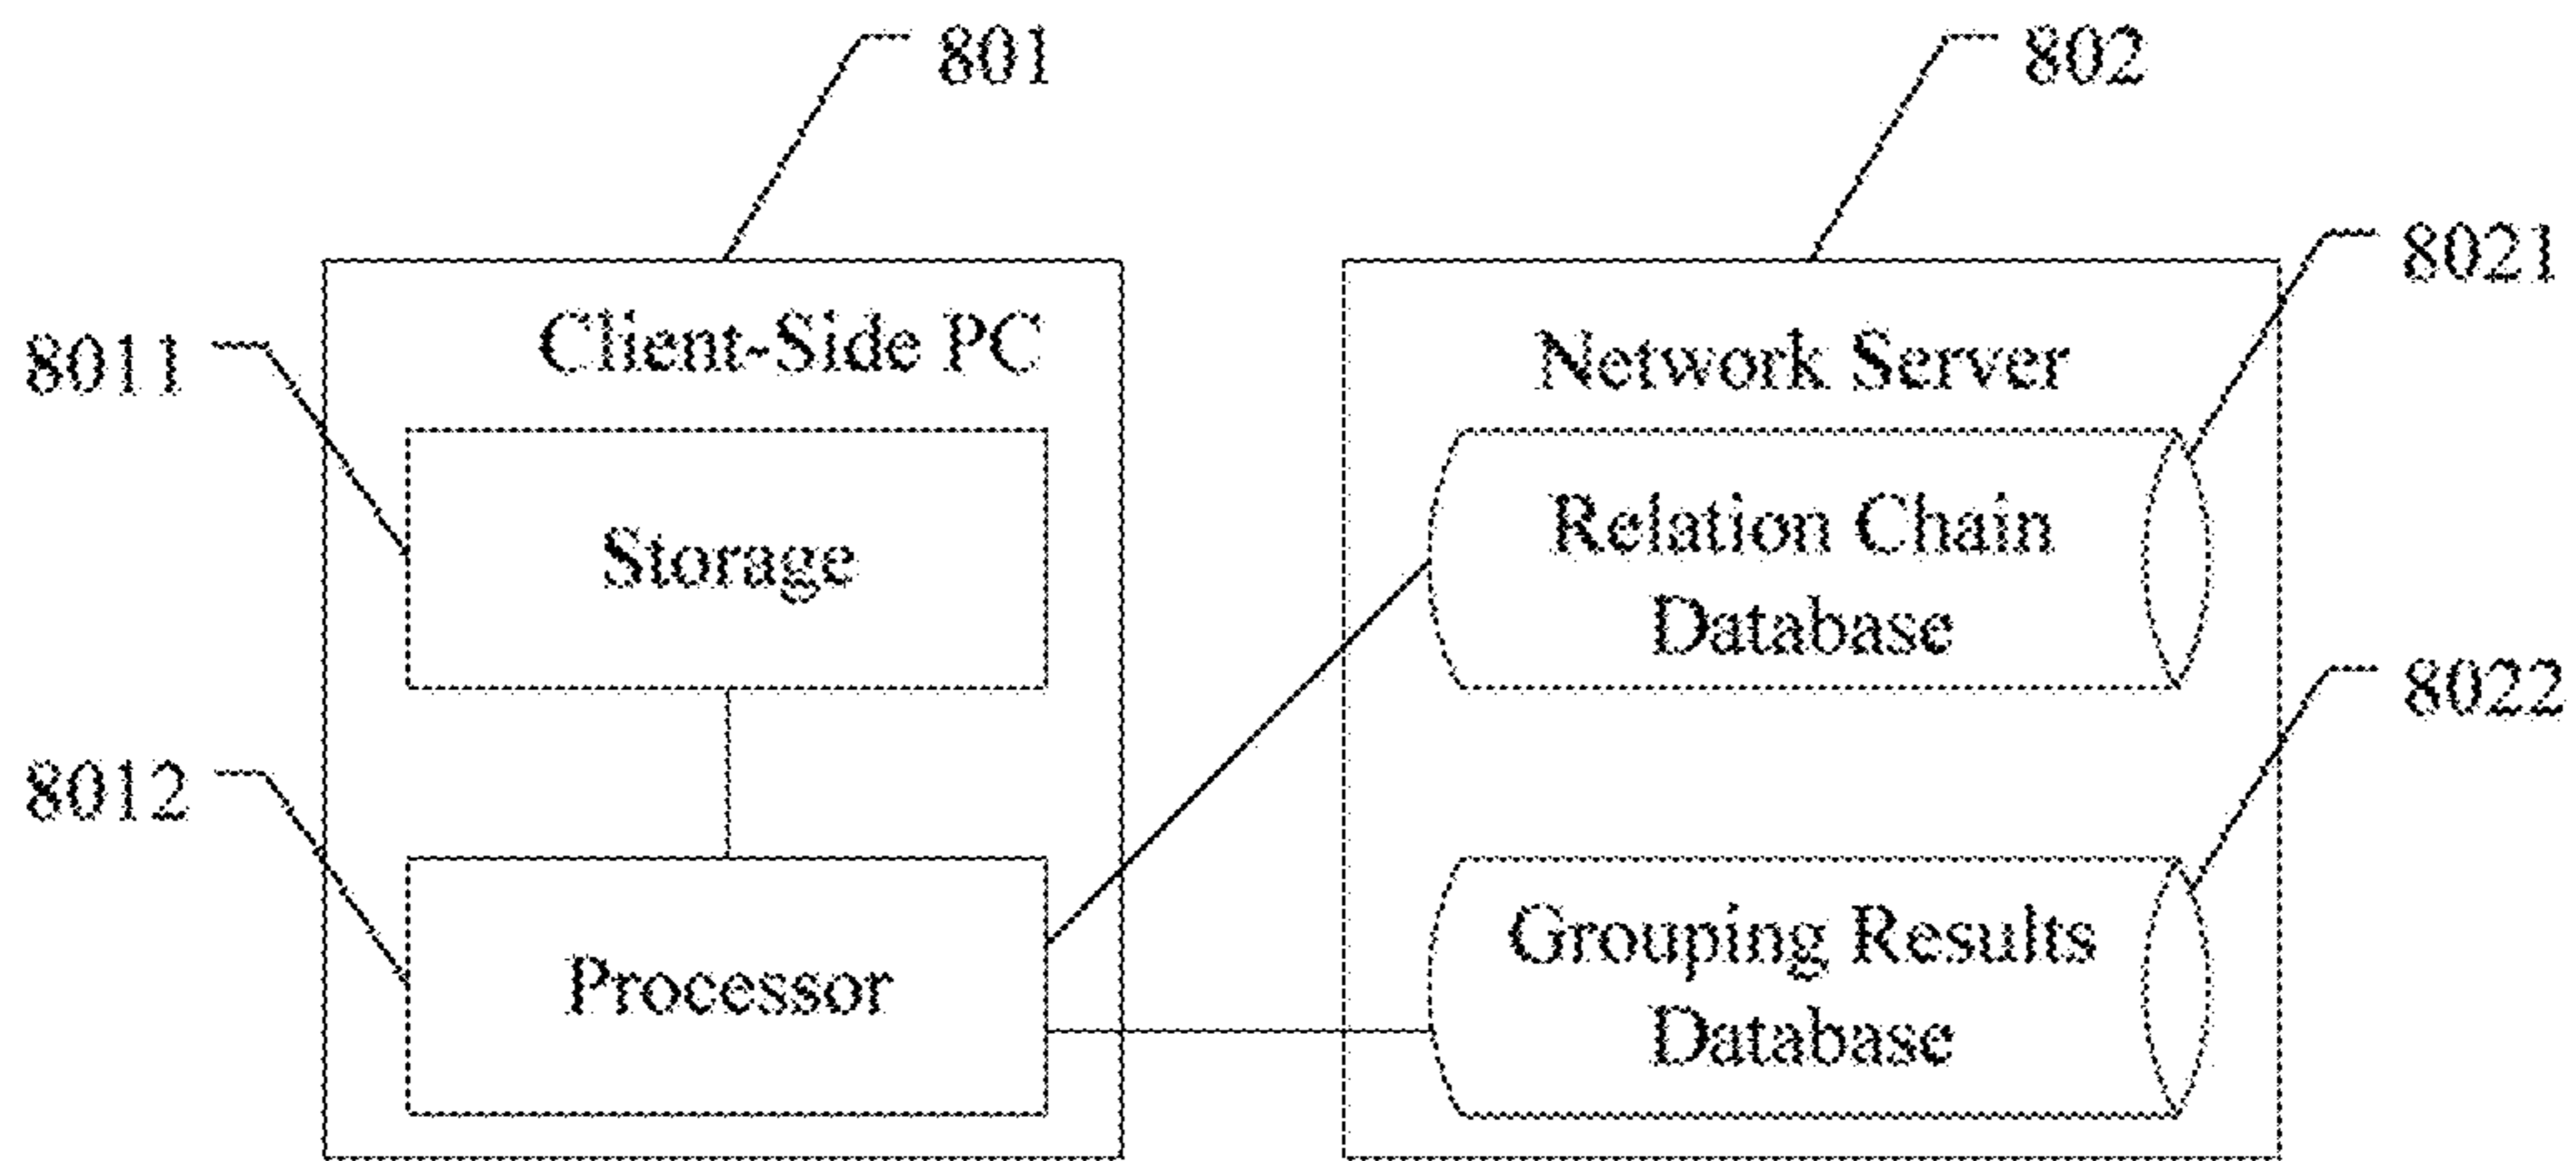 801
802
8021
Client-Side PC
Network Server
8011
Relation Chain
Database
Storage
8022
8012
Grouping Results
Database
Processor